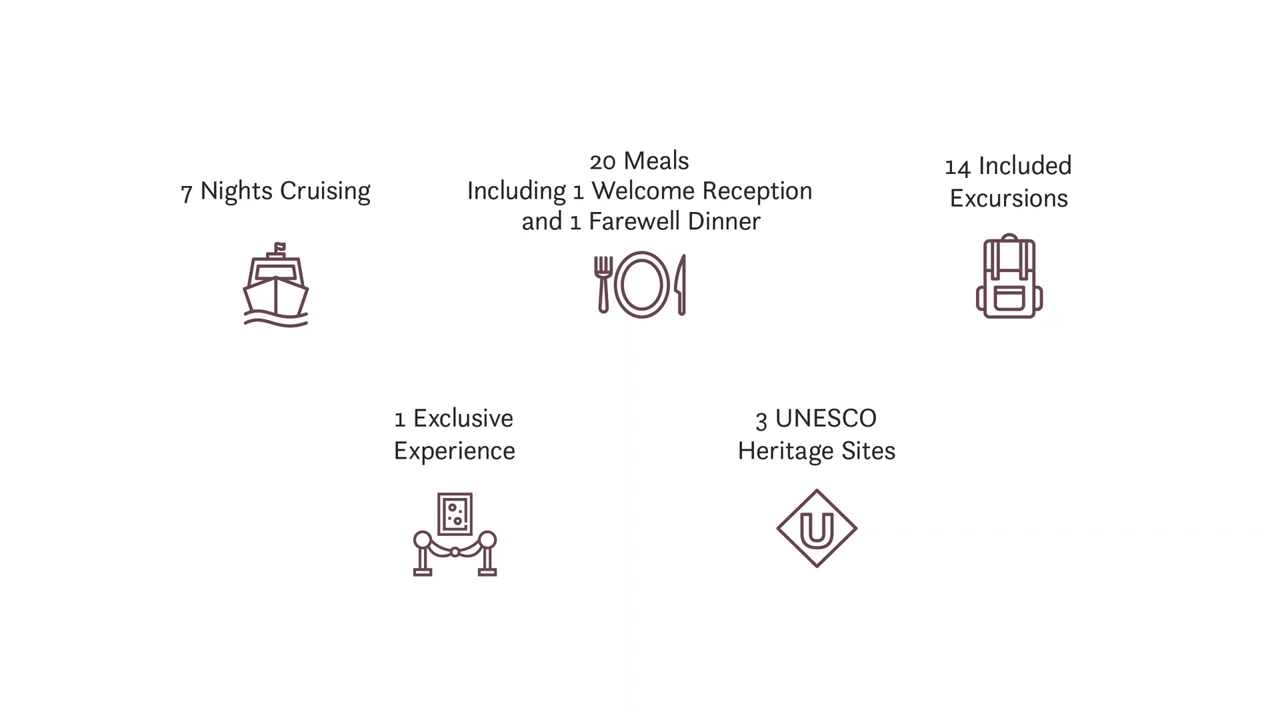 7 Nights Cruising
20 Meals
Including 1 Welcome Reception
and 1 Farewell Dinner
14 Included
Excursions
1 Exclusive
Experience
3 UNESCO
Heritage Sites
U